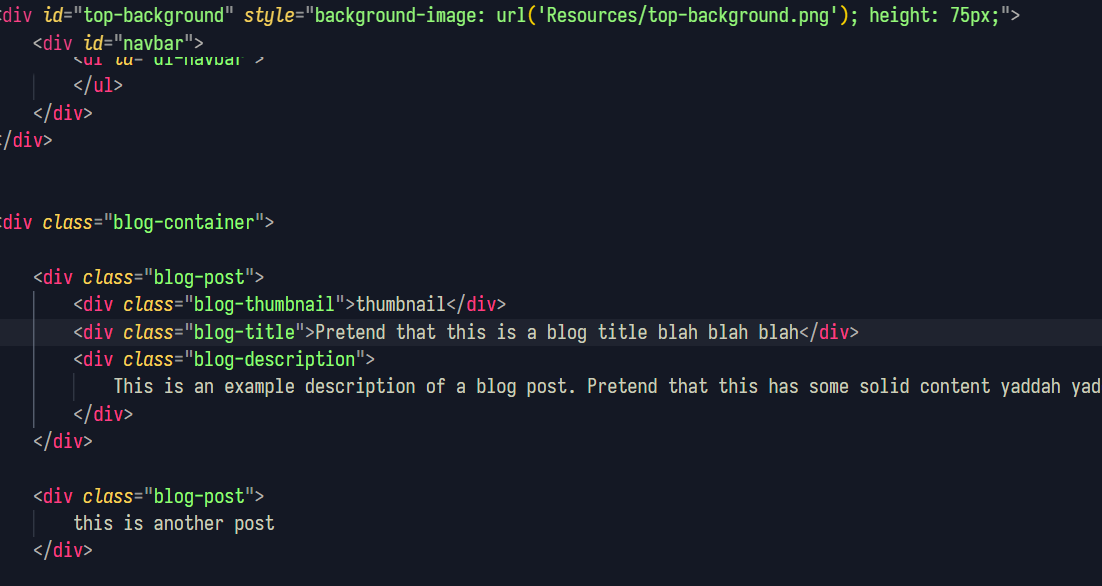 div id="top-background" style="background-image: url('Resources/top-background.png'); height: 75px;">
<div id="navbar">
<ul id="ul-navbar">
</ul>
</div>
</div>
div class="blog-container">
<div class="blog-post">
<div class="blog-thumbnail">thumbnail</div>
<div class="blog-title">Pretend that this is a blog title blah blah blah</div>
<div class="blog-description">
This is an example description of a blog post. Pretend that this has some solid content yaddah yad
</div>
</div>
<div class="blog-post">
this is another post
</div>